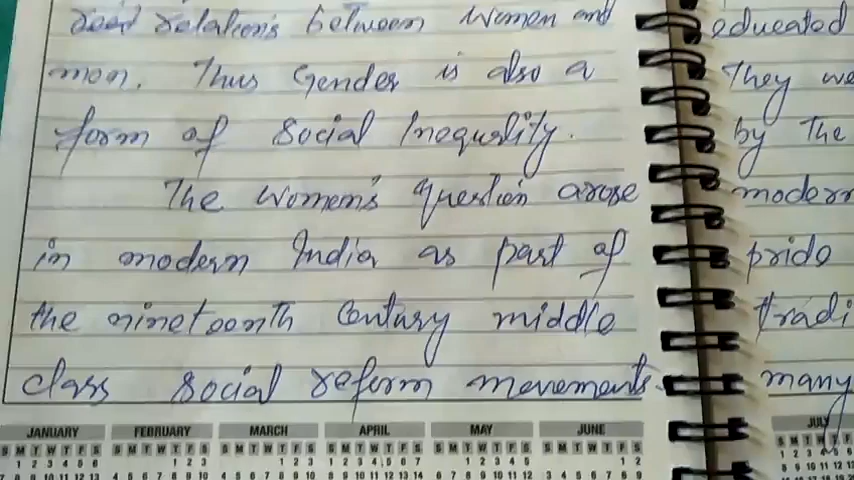 relations between women and
men. Thus Gender is also a
form of Social Inequality.
The women's question arose
in modern India as part of
the nineteenth Century middle
class social reform movements.
educated
They we
by the
modern
pride
tradi
many
JANUARY FEBRUARY MARCH APRIL MAY JUNE
JULY